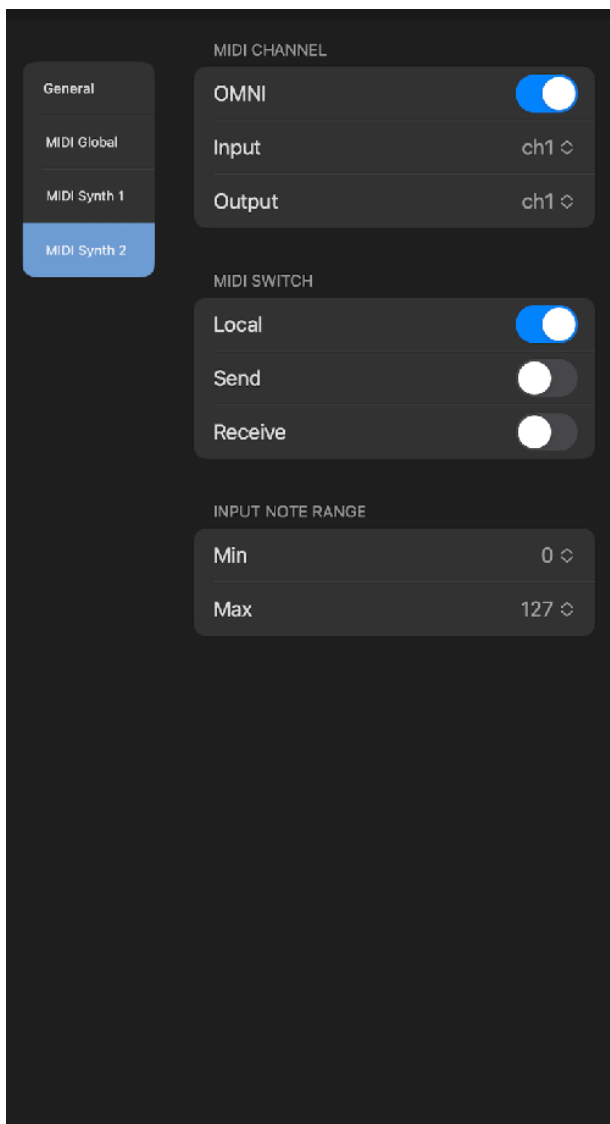 General
MIDI Global
MIDI Synth 1
MIDI Synth 2
MIDI CHANNEL
OMNI
Input ch1
Output ch1
MIDI SWITCH
Local
Send
Receive
INPUT NOTE RANGE
Min 0
Max 127